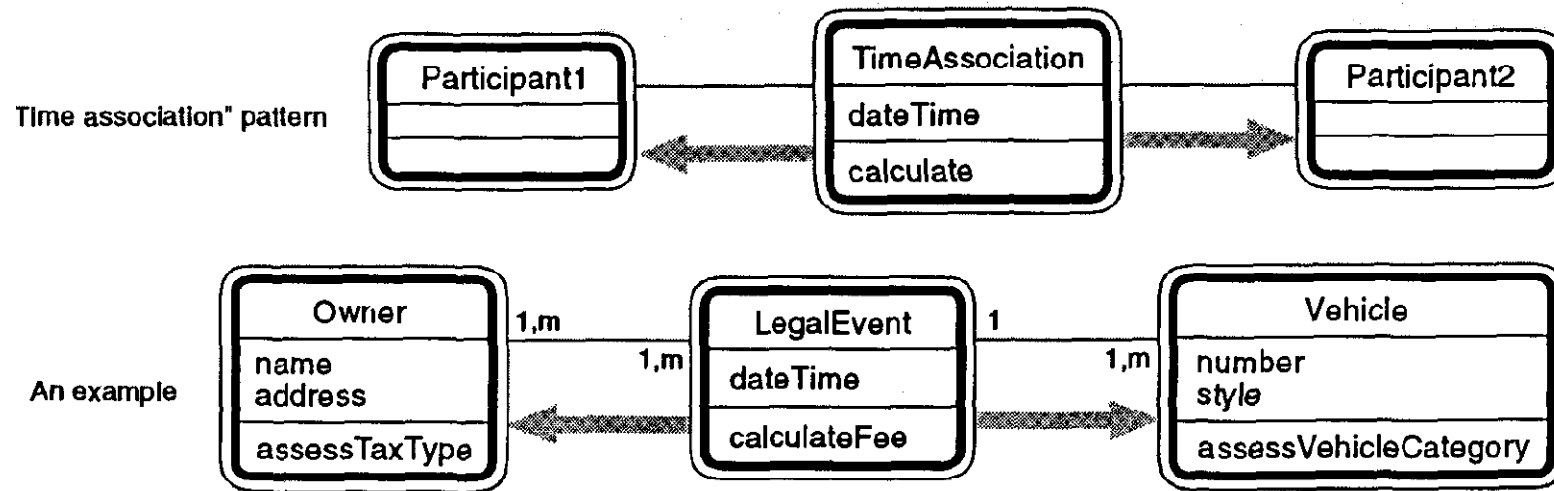 Time association" pattern
Participant1
TimeAssociation
dateTime
calculate
Participant2
An example
Owner
name
address
assessTaxType
1,m
1,m
LegalEvent
dateTime
calculateFee
1
1,m
Vehicle
number
style
assessVehicleCategory